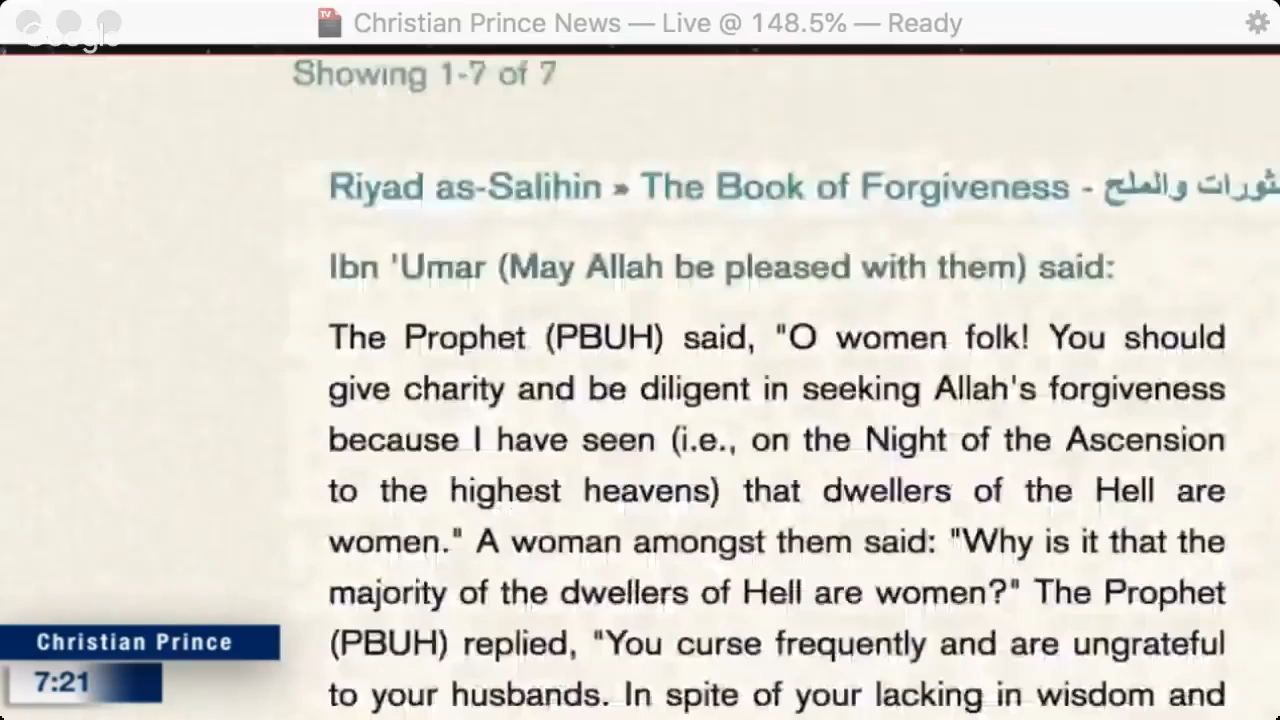 Christian Prince News — Live @ 148.5% — Ready
Google
Showing 1-7 of 7
Riyad as-Salihin » The Book of Forgiveness - والملح
Ibn 'Umar (May Allah be pleased with them) said:
The Prophet (PBUH) said, "O women folk! You should
give charity and be diligent in seeking Allah's forgiveness
because I have seen (i.e., on the Night of the Ascension
to the highest heavens) that dwellers of the Hell are
women." A woman amongst them said: "Why is it that the
majority of the dwellers of Hell are women?" The Prophet
(PBUH) replied, "You curse frequently and are ungrateful
to your husbands. In spite of your lacking in wisdom and
Christian Prince
7:21